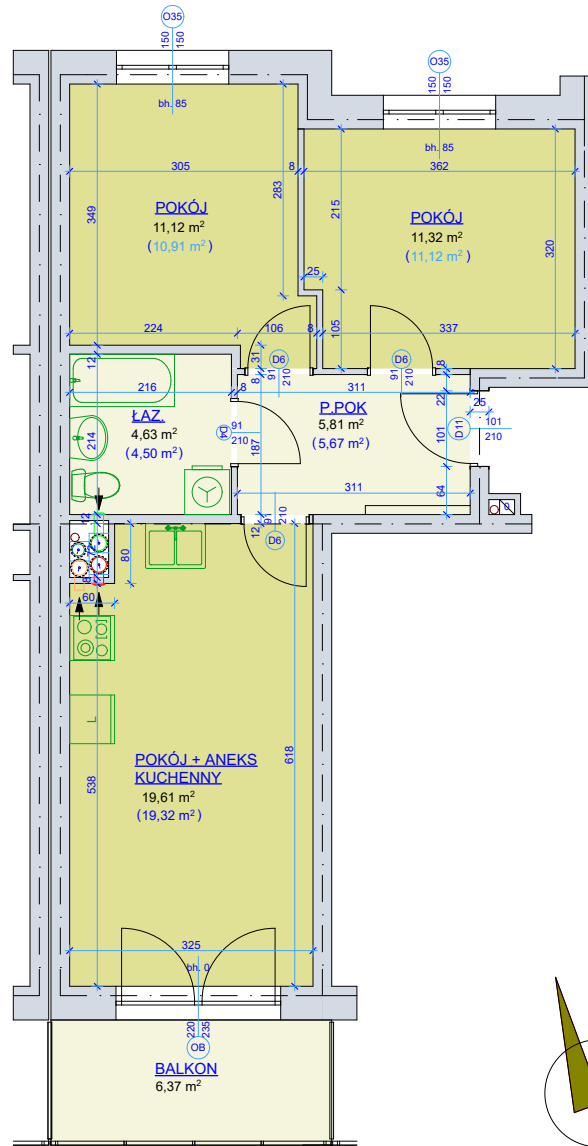 O35
150
150
O35
150
150
bh. 85
bh. 85
305
8
362
349
283
215
320
POKÓJ
11,12 m²
(10,91 m²)
POKÓJ
11,32 m²
(11,12 m²)
25
224
106
8
105
337
31
D6
91
210
D6
91
210
8
12
8
216
8
311
22
25
ŁAZ.
4,63 m²
(4,50 m²)
P.POK
5,81 m²
(5,67 m²)
D4
91
210
D11
101
210
214
187
101
311
64
12
12
91
210
D6
80
60
L
POKÓJ + ANEKS
KUCHENNY
19,61 m²
(19,32 m²)
538
618
325
bh. 0
220
235
OB
BALKON
6,37 m²